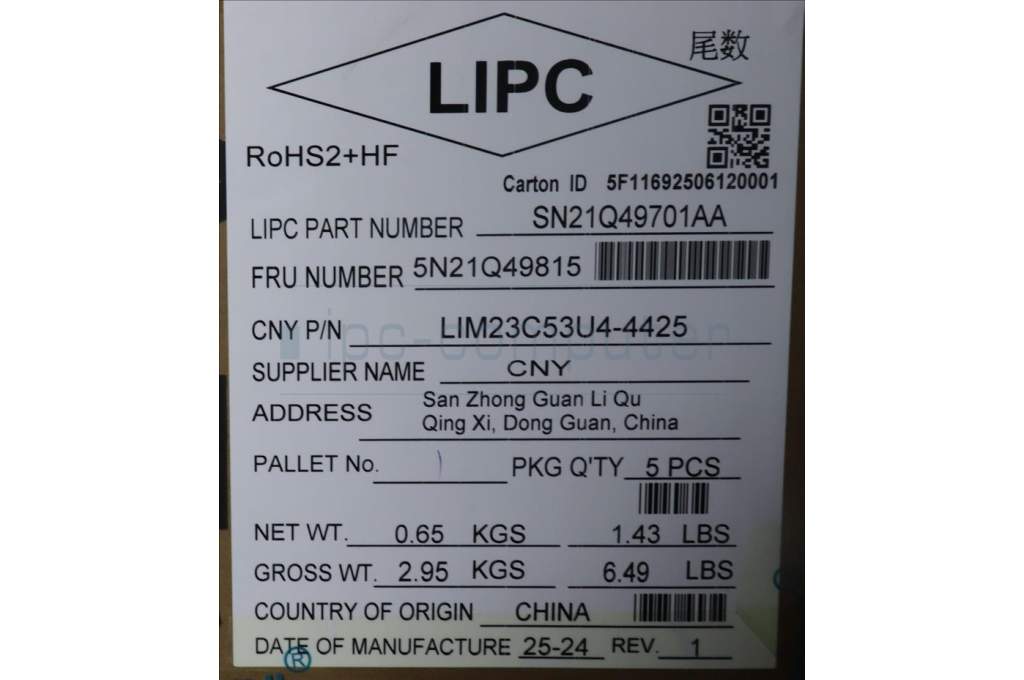 尾数
LIPC
RoHS2+HF
Carton ID 5F11692506120001
LIPC PART NUMBER SN21Q49701AA
FRU NUMBER 5N21Q49815
CNY P/N LIM23C53U4-4425
ipc-computer
SUPPLIER NAME CNY
ADDRESS San Zhong Guan Li Qu
Qing Xi, Dong Guan, China
PALLET No. 1 PKG Q'TY 5 PCS
NET WT. 0.65 KGS 1.43 LBS
GROSS WT. 2.95 KGS 6.49 LBS
COUNTRY OF ORIGIN CHINA
DATE OF MANUFACTURE 25-24 REV. 1
®